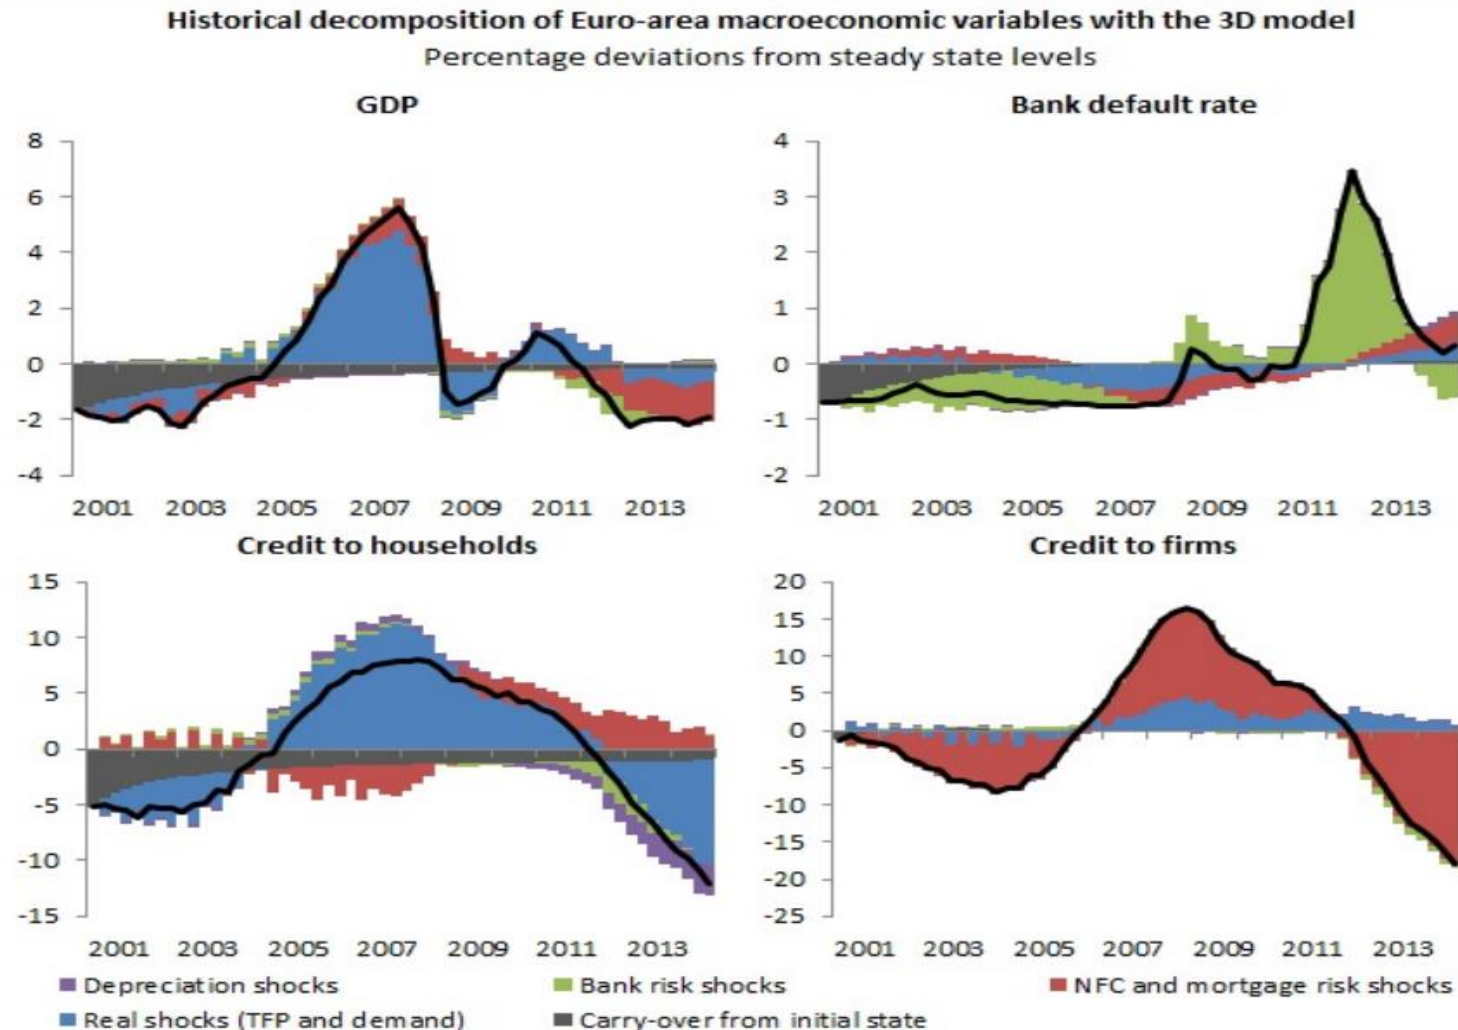 Historical decomposition of Euro-area macroeconomic variables with the 3D model
Percentage deviations from steady state levels
GDP
8
6
4
2
0
-2
-4
2001 2003 2005 2007 2009 2011 2013
Bank default rate
4
3
2
1
0
-1
-2
2001 2003 2005 2007 2009 2011 2013
Credit to households
15
10
5
0
-5
-10
-15
2001 2003 2005 2007 2009 2011 2013
Credit to firms
20
15
10
5
0
-5
-10
-15
-20
-25
2001 2003 2005 2007 2009 2011 2013
Depreciation shocks
Bank risk shocks
NFC and mortgage risk shocks
Real shocks (TFP and demand)
Carry-over from initial state